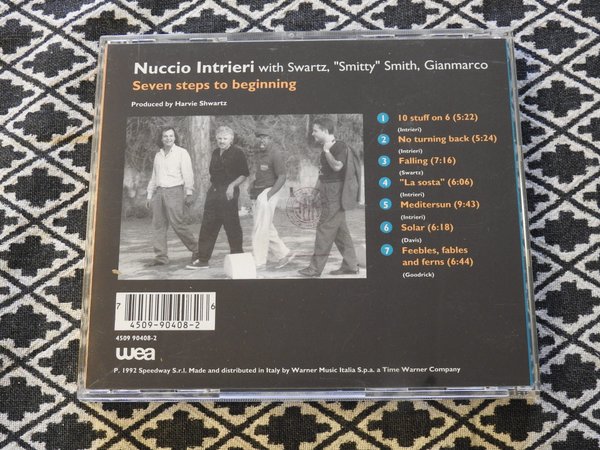 Nuccio Intrieri with Swartz, "Smitty" Smith, Gianmarco
Seven steps to beginning
Produced by Harvie Shwartz
1 10 stuff on 6 (5:22)
(Intrieri)
2 No turning back (5:24)
(Intrieri)
3 Falling (7:16)
(Swartz)
4 "La sosta" (6:06)
(Intrieri)
5 Meditersun (9:43)
(Intrieri)
6 Solar (6:18)
(Davis)
7 Feebles, fables
and ferns (6:44)
(Goodrick)
7 6
4509-90408-2
4509 90408-2
wea
P. 1992 Speedway S.r.l. Made and distributed in Italy by Warner Music Italia S.p.a. a Time Warner Company